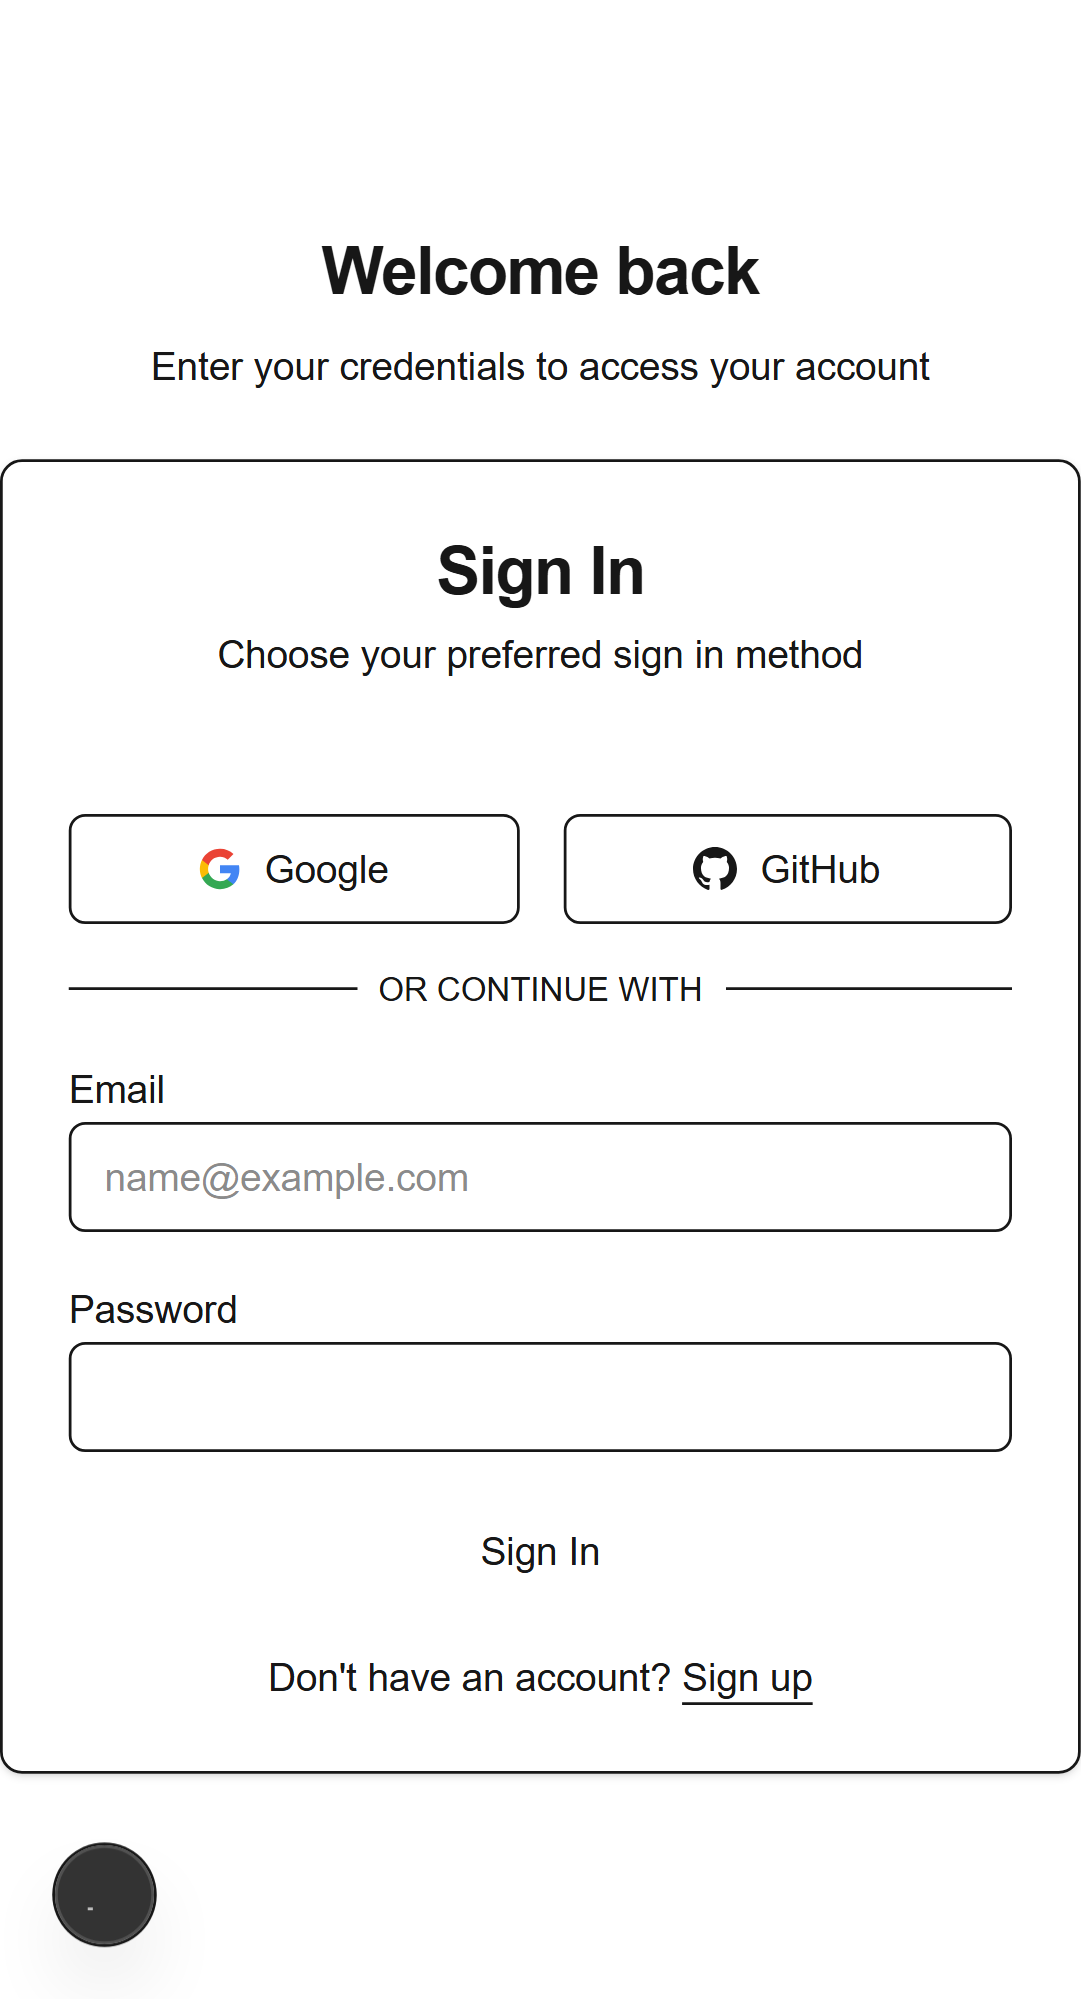 Welcome back
Enter your credentials to access your account
Sign In
Choose your preferred sign in method
Google
GitHub
OR CONTINUE WITH
Email
name@example.com
Password
Sign In
Don't have an account? Sign up